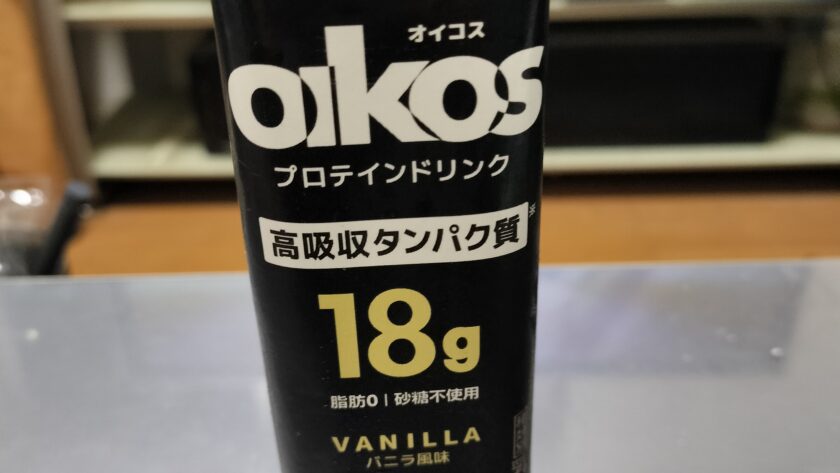 オイコス
oikos
プロテインドリンク
高吸収タンパク質※
18g
脂肪0 | 砂糖不使用
VANILLA
バニラ風味